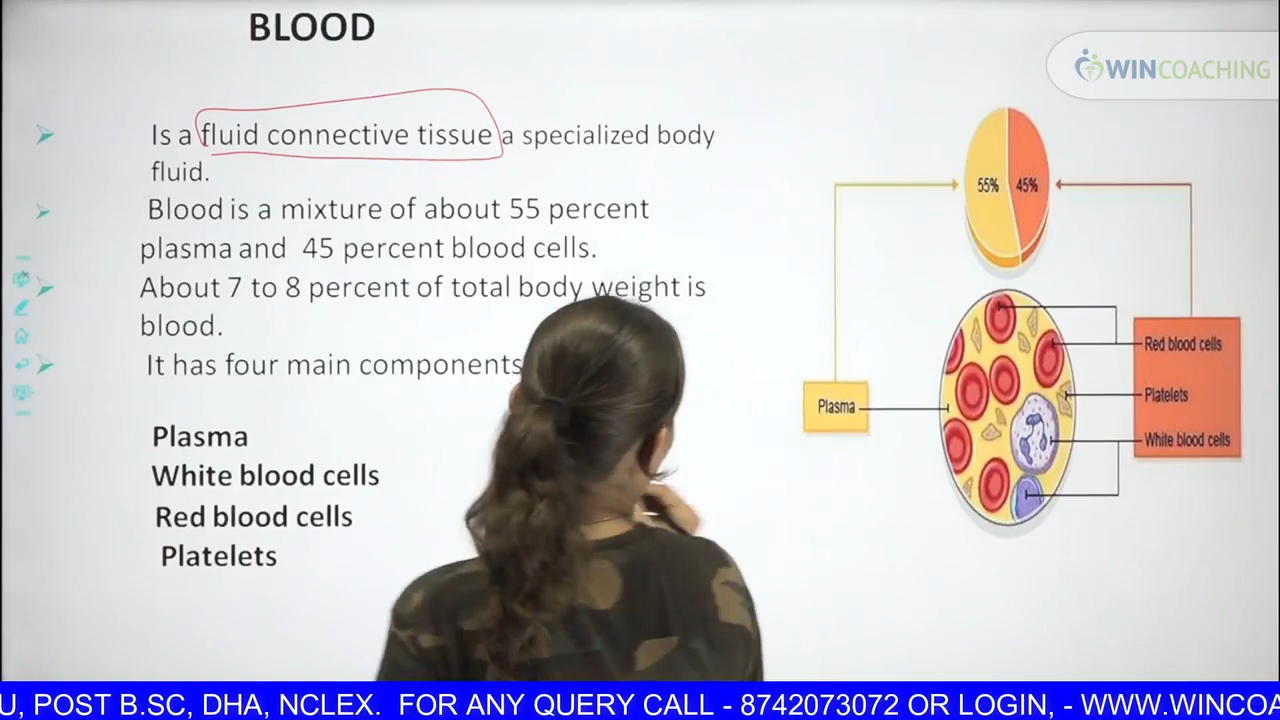 BLOOD
WINCOACHING
Is a fluid connective tissue a specialized body
fluid.
Blood is a mixture of about 55 percent
plasma and 45 percent blood cells.
About 7 to 8 percent of total body weight is
blood.
It has four main components
Plasma
White blood cells
Red blood cells
Platelets
55% 45%
Red blood cells
Platelets
Plasma
White blood cells
U, POST B.SC, DHA, NCLEX. FOR ANY QUERY CALL - 8742073072 OR LOGIN, - WWW.WINCOA